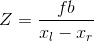 Z = \frac{fb}{x_l - x_r}